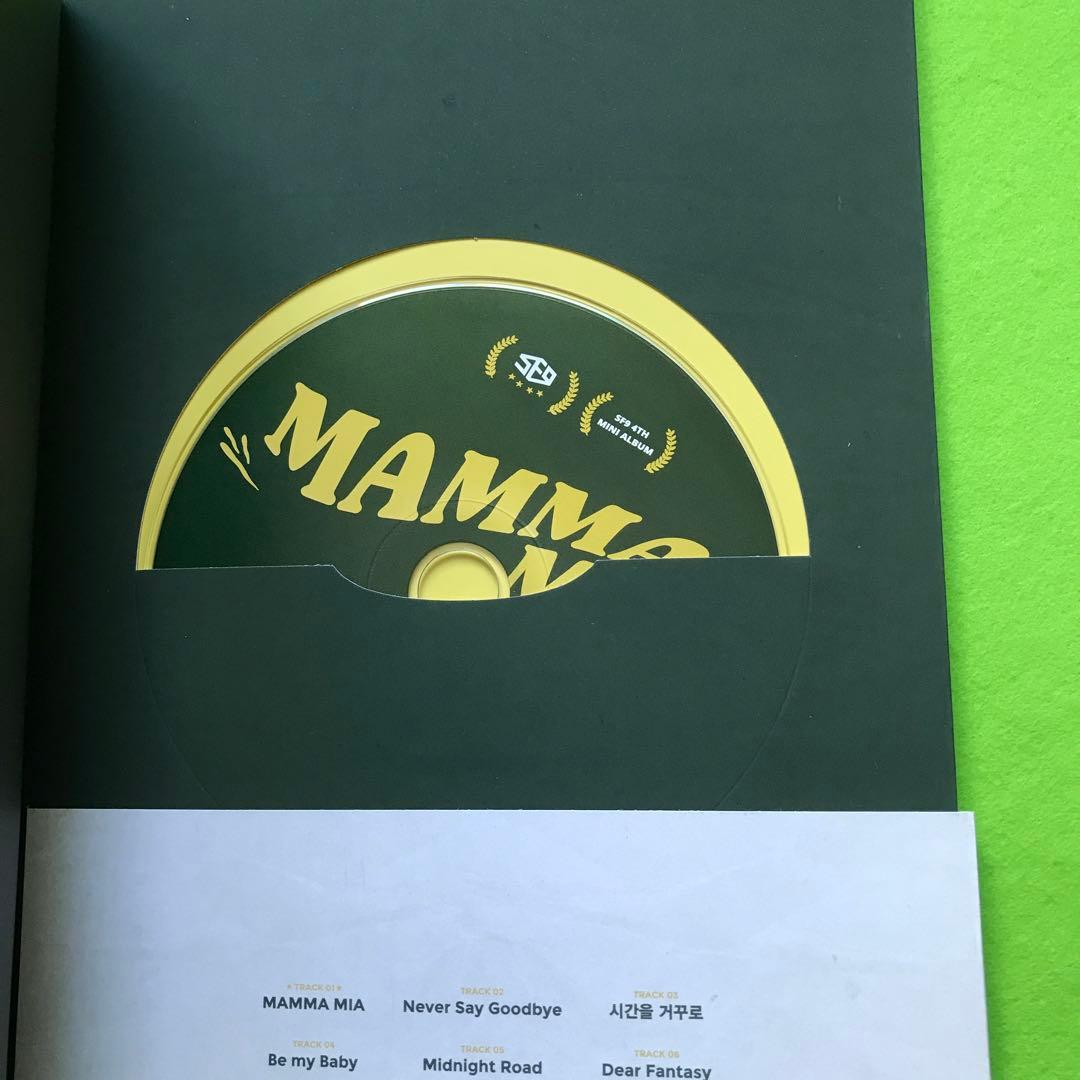 SF9
SF9 4TH
MINI ALBUM
MAMMA
★ TRACK 01 ★
MAMMA MIA
TRACK 02
Never Say Goodbye
TRACK 03
시간을 거꾸로
TRACK 04
Be my Baby
TRACK 05
Midnight Road
TRACK 06
Dear Fantasy